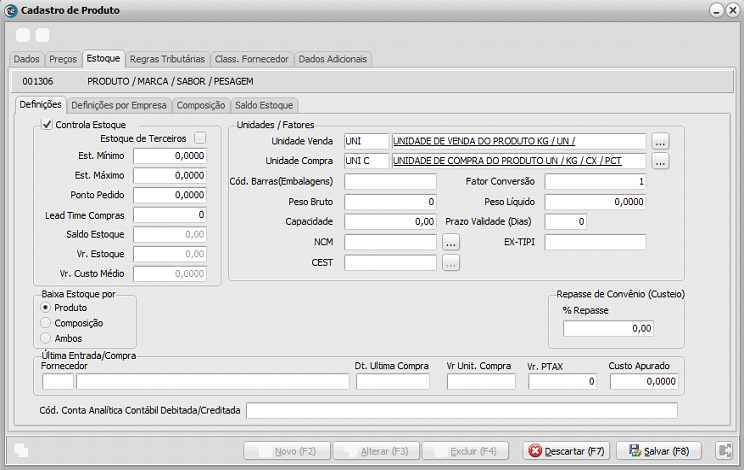 Cadastro de Produto
Dados Preços Estoque Regras Tributárias Class. Fornecedor Dados Adicionais
001306 PRODUTO / MARCA / SABOR / PESAGEM
Definições Definições por Empresa Composição Saldo Estoque
Controla Estoque
Estoque de Terceiros
Est. Mínimo 0,0000
Est. Máximo 0,0000
Ponto Pedido 0,0000
Lead Time Compras 0
Saldo Estoque 0,00
Vr. Estoque 0,00
Vr. Custo Médio 0,0000
Unidades / Fatores
Unidade Venda UNI UNIDADE DE VENDA DO PRODUTO KG / UN / ...
Unidade Compra UNI C UNIDADE DE COMPRA DO PRODUTO UN / KG / CX / PCT ...
Cód. Barras(Embalagens) Fator Conversão 1
Peso Bruto 0 Peso Líquido 0,0000
Capacidade 0,00 Prazo Validade (Dias) 0
NCM ... EX-TIPI
CEST ...
Baixa Estoque por
Produto
Composição
Ambos
Repasse de Convênio (Custeio)
% Repasse
0,00
Última Entrada/Compra
Fornecedor Dt. Ultima Compra Vr Unit. Compra Vr. PTAX Custo Apurado
0 0,0000
Cód. Conta Analítica Contábil Debitada/Creditada
Novo (F2) Alterar (F3) Excluir (F4) Descartar (F7) Salvar (F8)